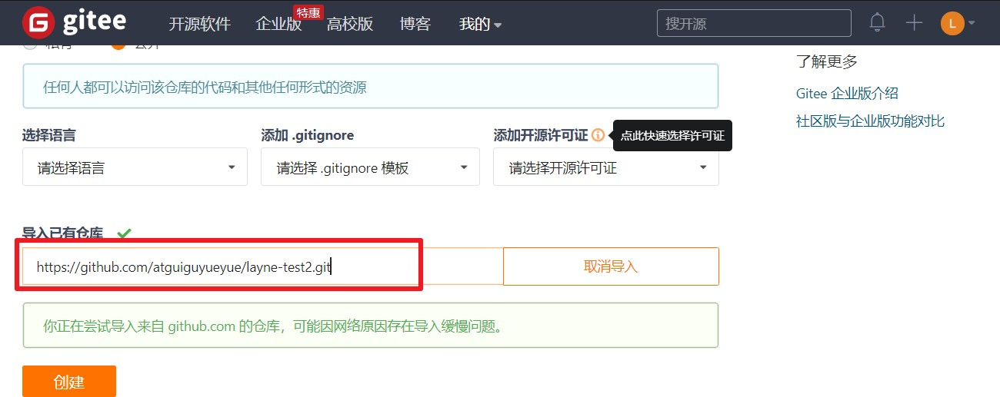 gitee
开源软件
企业版
特惠
高校版
博客
我的
搜开源
L
私有
公开
任何人都可以访问该仓库的代码和其他任何形式的资源
了解更多
Gitee 企业版介绍
社区版与企业版功能对比
选择语言
添加 .gitignore
添加开源许可证
点此快速选择许可证
请选择语言
请选择 .gitignore 模板
请选择开源许可证
导入已有仓库
https://github.com/atguiguyueyue/layne-test2.git
取消导入
你正在尝试导入来自 github.com 的仓库，可能因网络原因存在导入缓慢问题。
创建